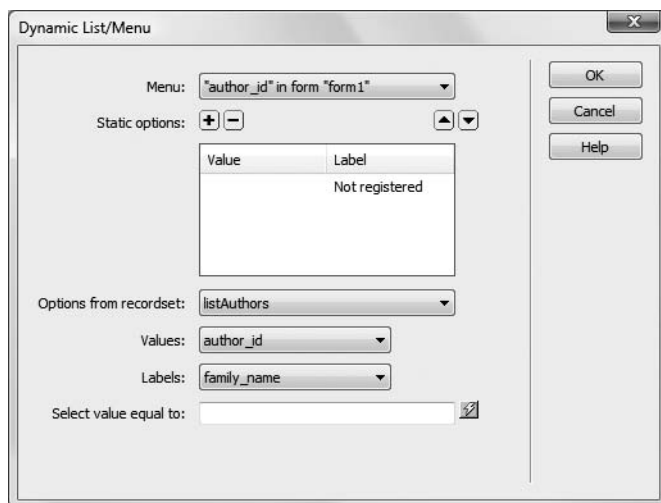 Dynamic List/Menu
Menu: "author_id" in form "form1"
Static options:
Value Label
Not registered
Options from recordset: listAuthors
Values: author_id
Labels: family_name
Select value equal to:
OK
Cancel
Help